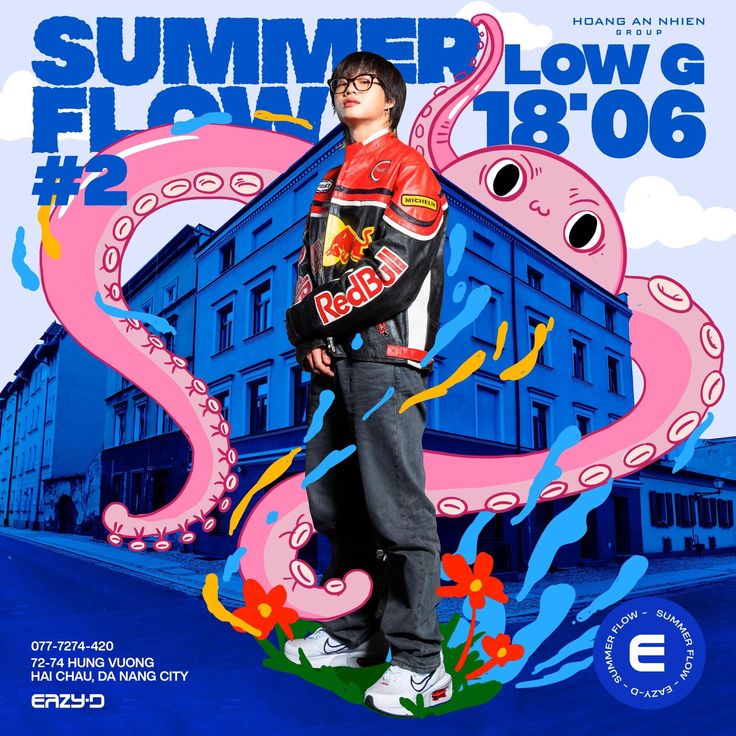 SUMMER
FLOW
#2
HOANG AN NHIEN
GROUP
LOW G
18'06
MICHELIN
Red Bull
077-7274-420
72-74 HUNG VUONG
HAI CHAU, DA NANG CITY
EAZY-D
SUMMER FLOW - EAZY-D - SUMMER FLOW -
E